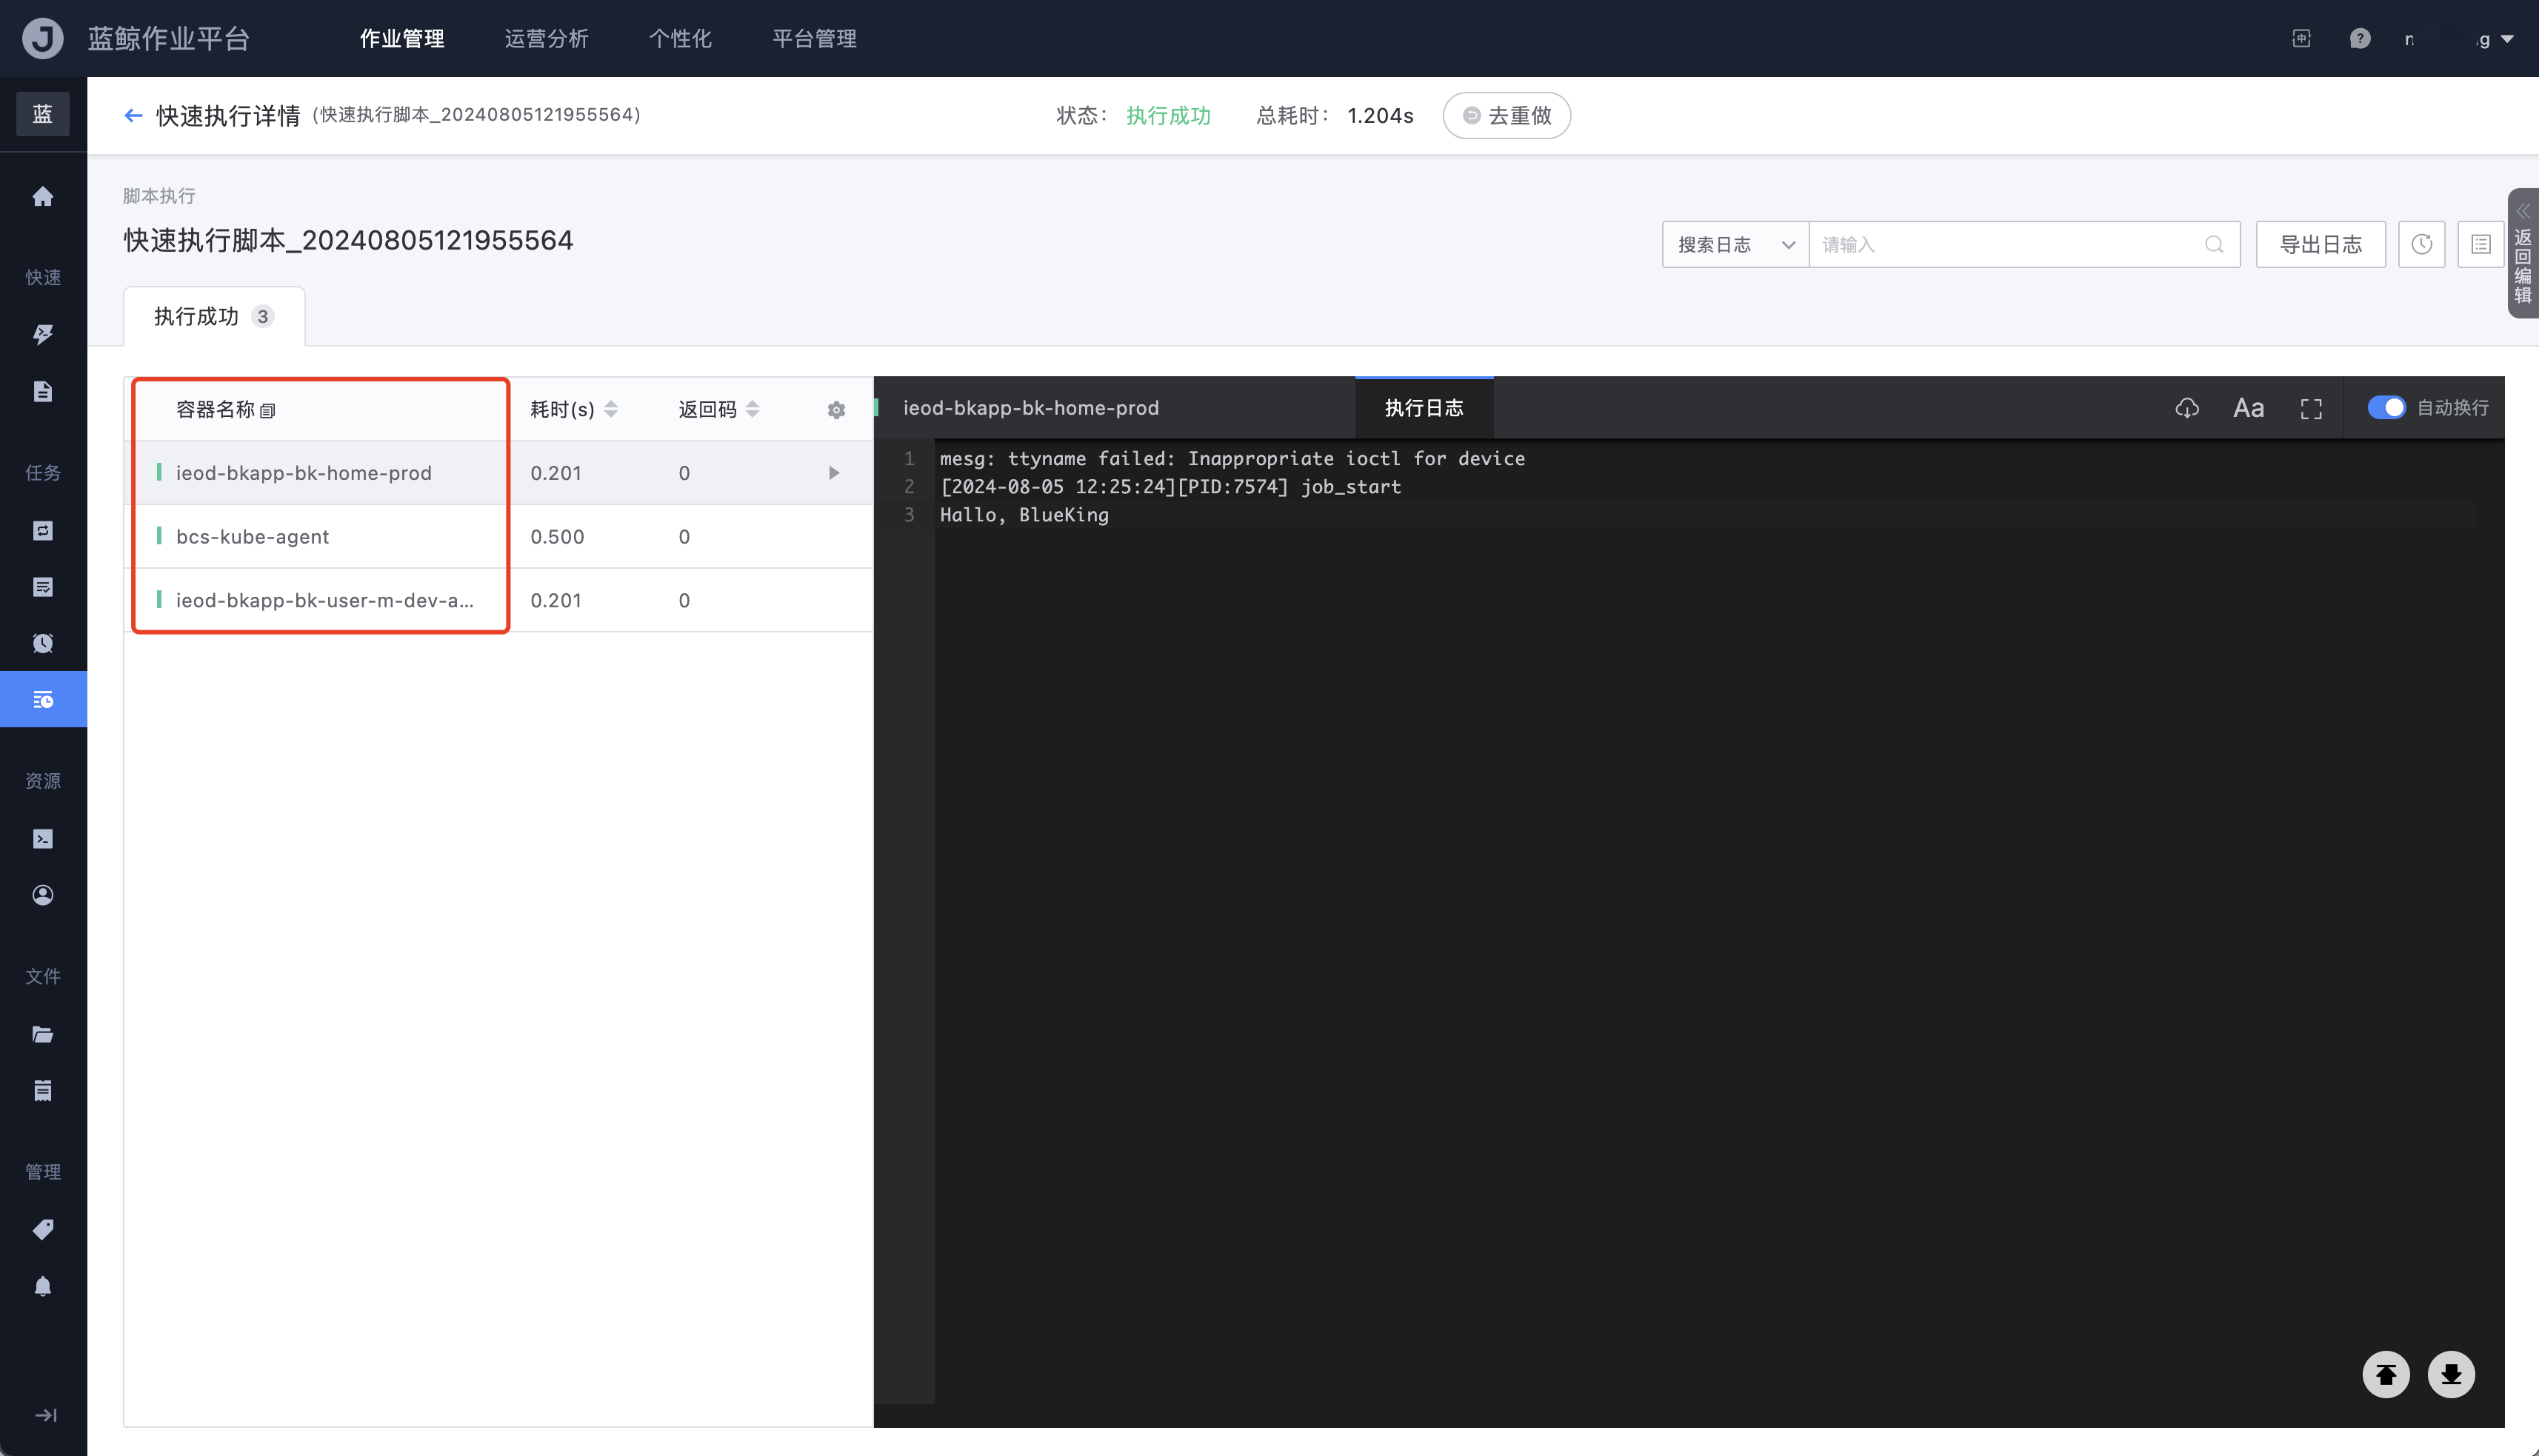 蓝鲸作业平台
作业管理
运营分析
个性化
平台管理
蓝
快速执行详情
(快速执行脚本_20240805121955564)
状态：
执行成功
总耗时：
1.204s
去重做
快速
任务
资源
文件
管理
脚本执行
快速执行脚本_20240805121955564
搜索日志
请输入
导出日志
返回编辑
执行成功 3
容器名称
耗时(s)
返回码
ieod-bkapp-bk-home-prod
0.201
0
bcs-kube-agent
0.500
0
ieod-bkapp-bk-user-m-dev-a...
0.201
0
ieod-bkapp-bk-home-prod
执行日志
Aa
自动换行
1 mesg: ttyname failed: Inappropriate ioctl for device
2 [2024-08-05 12:25:24][PID:7574] job_start
3 Hallo, BlueKing